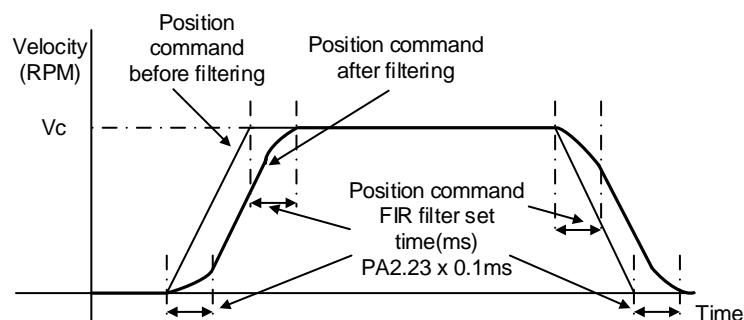 Position
command
before filtering
Velocity
(RPM)
Position command
after filtering
Vc
Position command
FIR filter set
time(ms)
PA2.23 x 0.1ms
Time